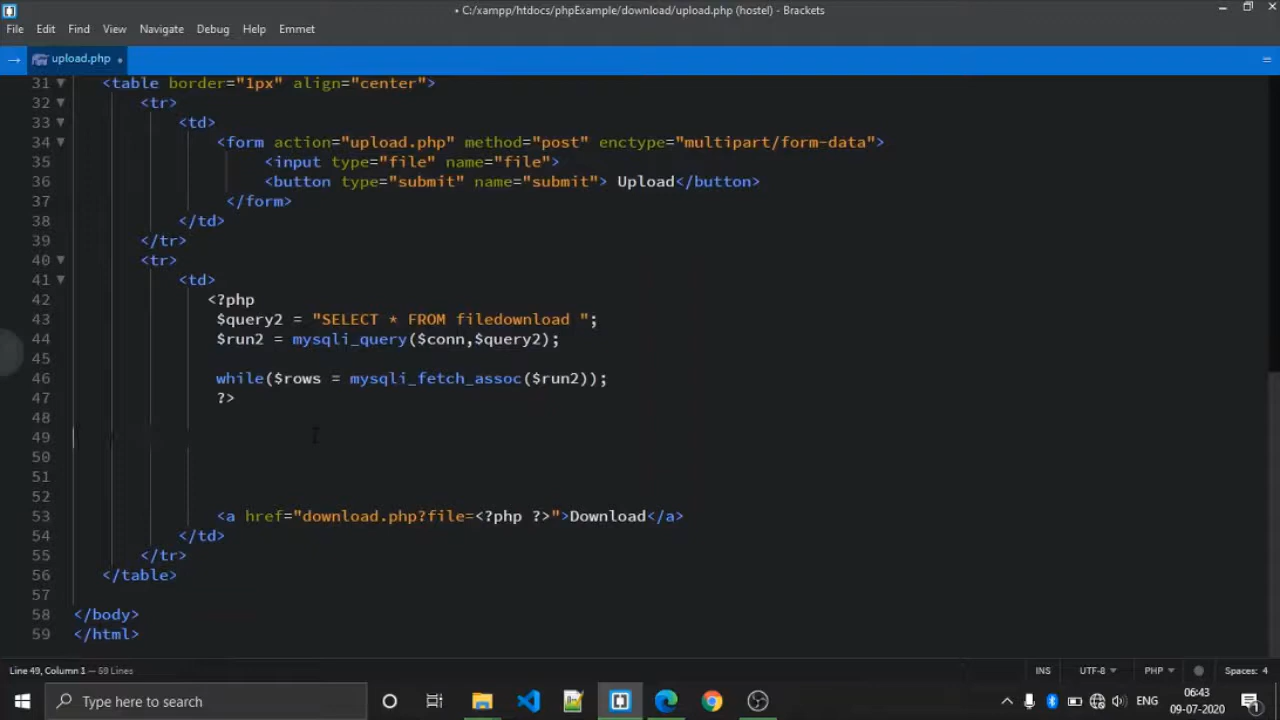 C:/xampp/htdocs/phpExample/download/upload.php (hostel) - Brackets
File Edit Find View Navigate Debug Help Emmet
upload.php
31 <table border="1px" align="center">
32 <tr>
33 <td>
34 <form action="upload.php" method="post" enctype="multipart/form-data">
35 <input type="file" name="file">
36 <button type="submit" name="submit"> Upload</button>
37 </form>
38 </td>
39 </tr>
40 <tr>
41 <td>
42 <?php
43 $query2 = "SELECT * FROM filedownload ";
44 $run2 = mysqli_query($conn,$query2);
45
46 while($rows = mysqli_fetch_assoc($run2));
47 ?>
48
49
50
51
52
53 <a href="download.php?file=<?php ?>">Download</a>
54 </td>
55 </tr>
56 </table>
57
58 </body>
59 </html>
Line 49, Column 1 — 59 Lines INS UTF-8 PHP Spaces: 4
Type here to search ENG 06:43
09-07-2020